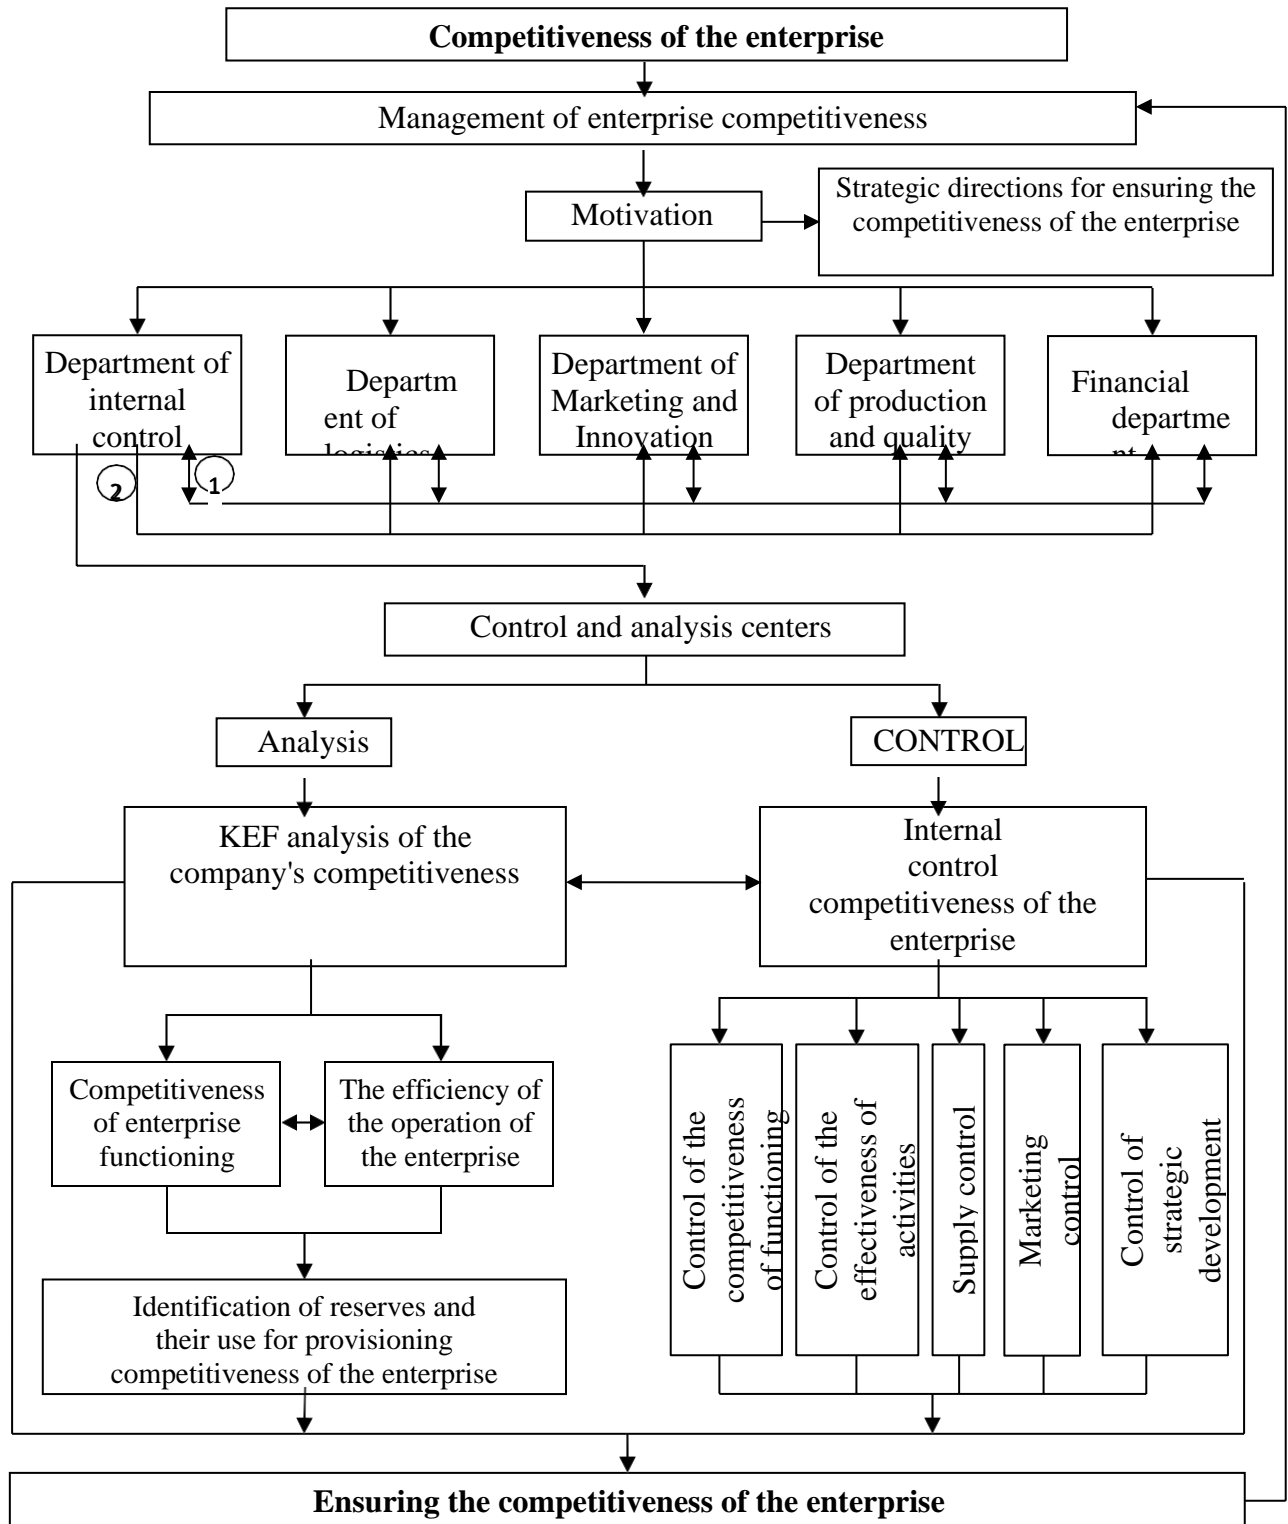 Competitiveness of the enterprise
Management of enterprise competitiveness
Motivation
Strategic directions for ensuring the
competitiveness of the enterprise
Department of
internal
control
Departm
ent of
logistics
Department of
Marketing and
Innovation
Department
of production
and quality
Financial
departme
nt
2
1
Control and analysis centers
Analysis
CONTROL
KEF analysis of the
company's competitiveness
Internal
control
competitiveness of the
enterprise
Competitiveness
of enterprise
functioning
The efficiency of
the operation of
the enterprise
Control of the
competitiveness
of functioning
Control of the
effectiveness of
activities
Supply control
Marketing
control
Control of
strategic
development
Identification of reserves and
their use for provisioning
competitiveness of the enterprise
Ensuring the competitiveness of the enterprise